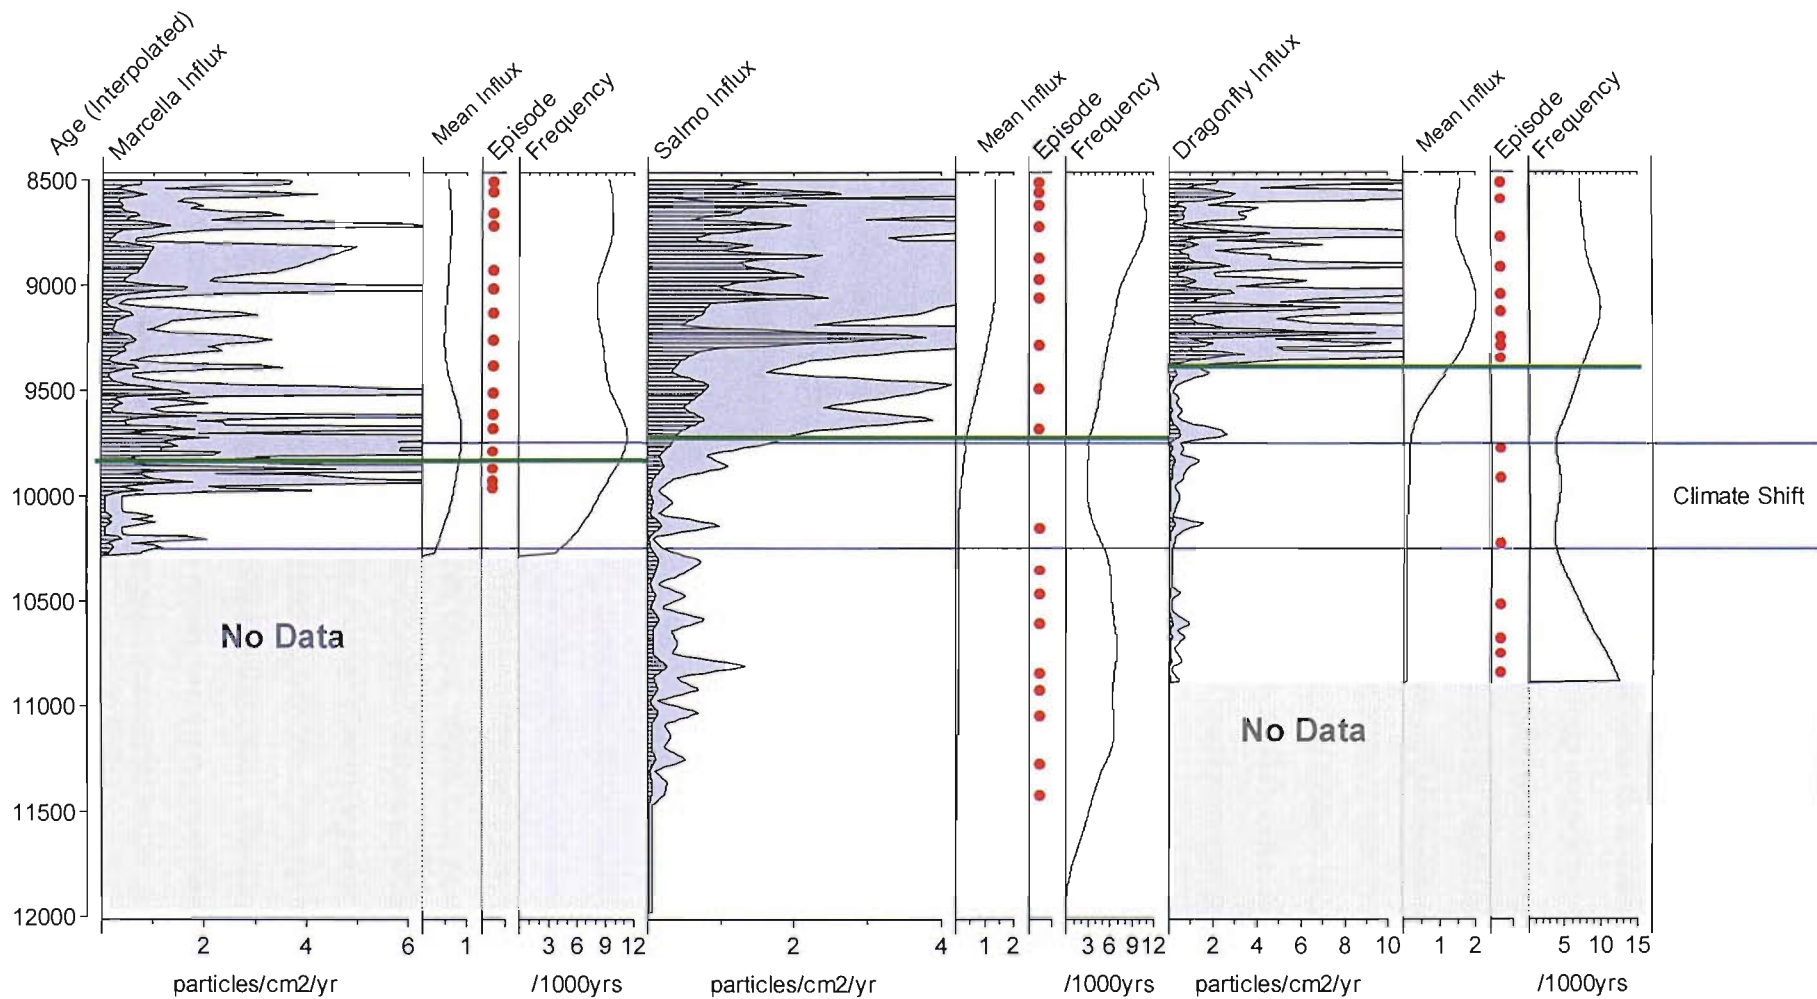 Age (Interpolated)
Marcella Influx
Mean Influx
Episode
Frequency
Salmo Influx
Mean Influx
Episode
Frequency
Dragonfly Influx
Mean Influx
Episode
Frequency
8500
9000
9500
10000
10500
11000
11500
12000
No Data
No Data
Climate Shift
2 4 6 1 3 6 9 12 2 4 1 2 3 6 9 12 2 4 6 8 10 1 2 5 10 15
particles/cm2/yr /1000yrs particles/cm2/yr /1000yrs particles/cm2/yr /1000yrs